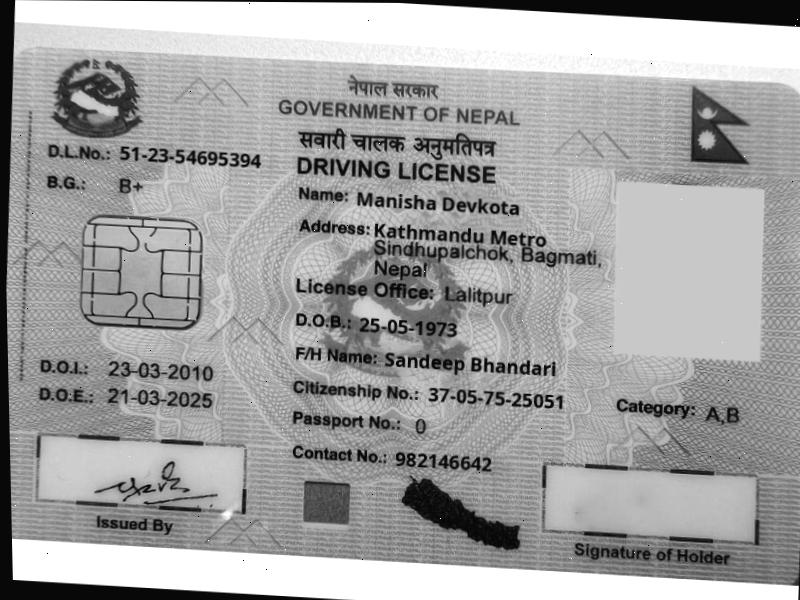 नेपाल सरकार
GOVERNMENT OF NEPAL
सवारी चालक अनुमतिपत्र
DRIVING LICENSE
D.L.No.: 51-23-54695394
B.G.: B+
Name: Manisha Devkota
Address: Kathmandu Metro
Sindhupalchok, Bagmati,
Nepal
License Office: Lalitpur
D.O.B.: 25-05-1973
F/H Name: Sandeep Bhandari
D.O.I.: 23-03-2010
D.O.E.: 21-03-2025
Citizenship No.: 37-05-75-25051
Category: A,B
Passport No.: 0
Contact No.: 982146642
Issued By
Signature of Holder